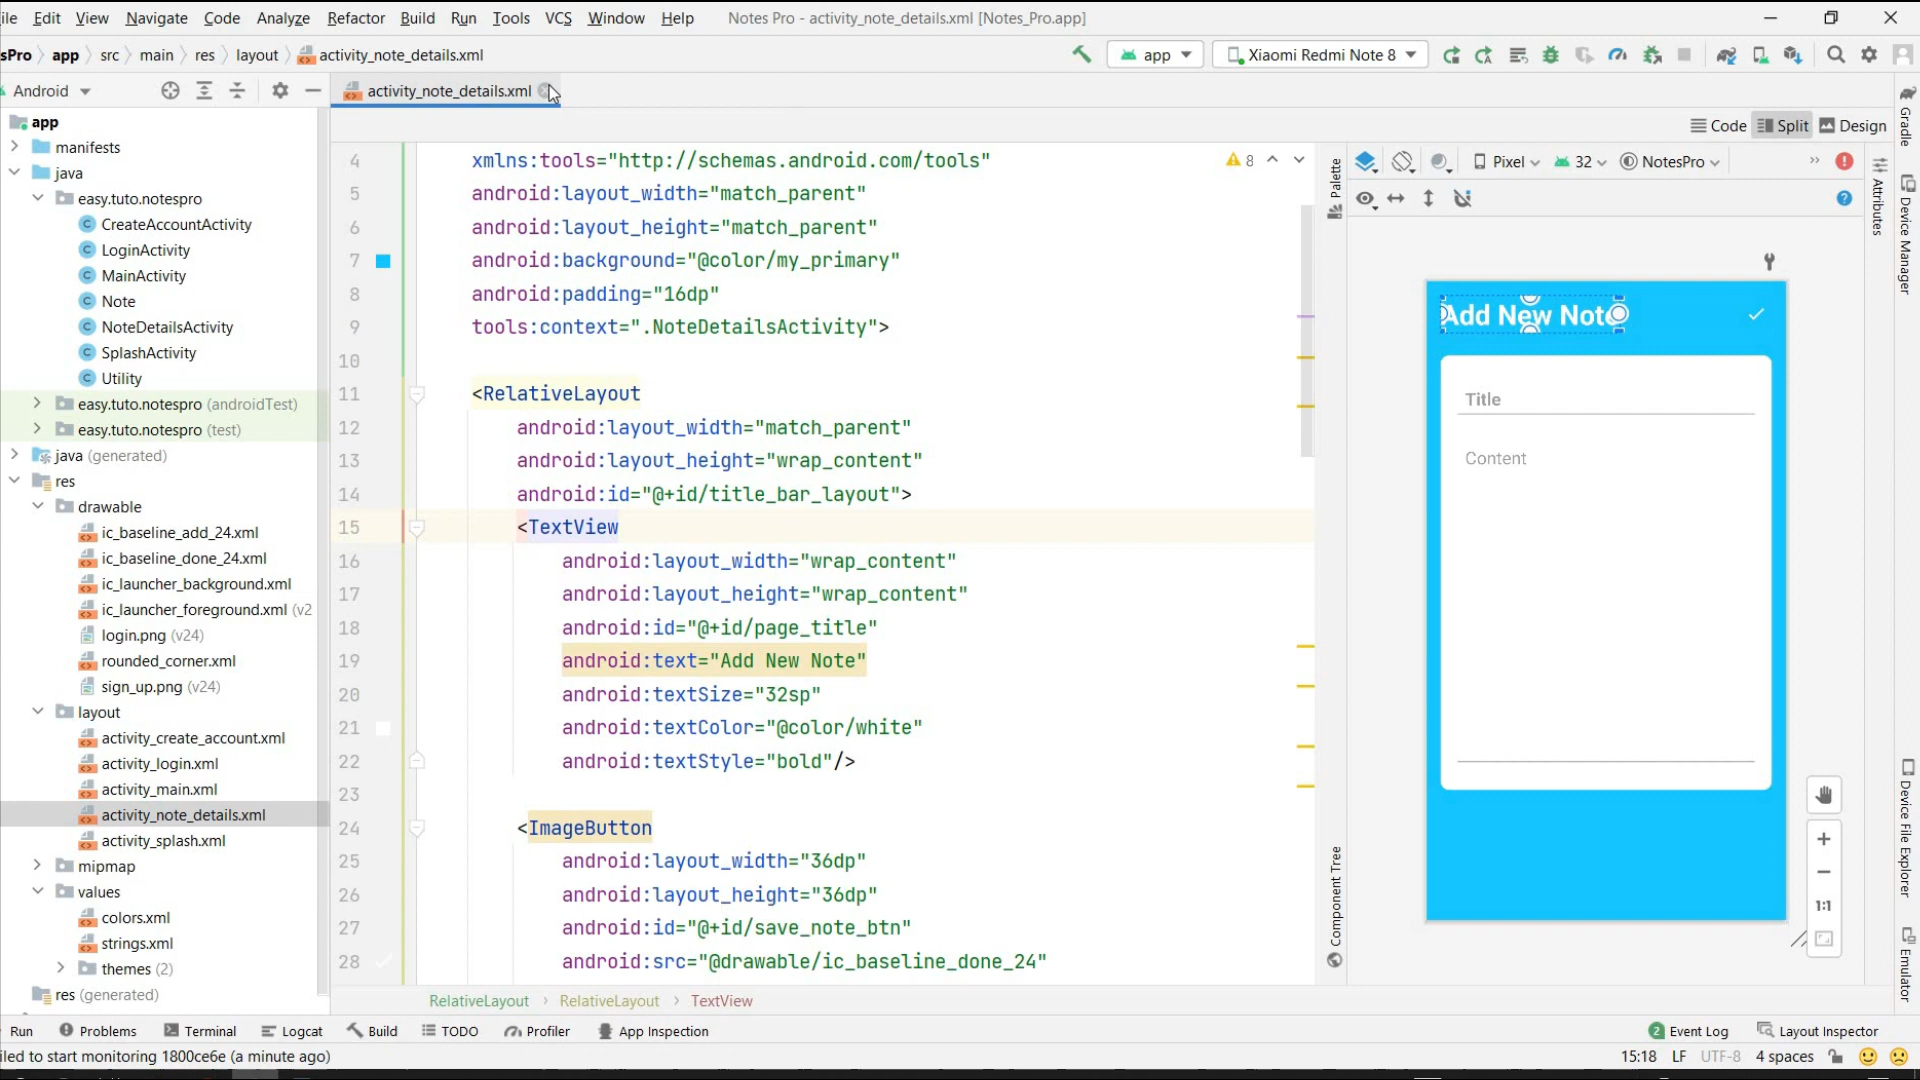 ile Edit View Navigate Code Analyze Refactor Build Run Tools VCS Window Help Notes Pro - activity_note_details.xml [Notes_Pro.app]
sPro app src main res layout activity_note_details.xml app Xiaomi Redmi Note 8
Android activity_note_details.xml
Code Split Design
app
manifests
java
easy.tuto.notespro
CreateAccountActivity
LoginActivity
MainActivity
Note
NoteDetailsActivity
SplashActivity
Utility
easy.tuto.notespro (androidTest)
easy.tuto.notespro (test)
java (generated)
res
drawable
ic_baseline_add_24.xml
ic_baseline_done_24.xml
ic_launcher_background.xml
ic_launcher_foreground.xml (v2
login.png (v24)
rounded_corner.xml
sign_up.png (v24)
layout
activity_create_account.xml
activity_login.xml
activity_main.xml
activity_note_details.xml
activity_splash.xml
mipmap
values
colors.xml
strings.xml
themes (2)
res (generated)
4 xmlns:tools="http://schemas.android.com/tools"
5 android:layout_width="match_parent"
6 android:layout_height="match_parent"
7 android:background="@color/my_primary"
8 android:padding="16dp"
9 tools:context=".NoteDetailsActivity">
10
11 <RelativeLayout
12 android:layout_width="match_parent"
13 android:layout_height="wrap_content"
14 android:id="@+id/title_bar_layout">
15 <TextView
16 android:layout_width="wrap_content"
17 android:layout_height="wrap_content"
18 android:id="@+id/page_title"
19 android:text="Add New Note"
20 android:textSize="32sp"
21 android:textColor="@color/white"
22 android:textStyle="bold"/>
23
24 <ImageButton
25 android:layout_width="36dp"
26 android:layout_height="36dp"
27 android:id="@+id/save_note_btn"
28 android:src="@drawable/ic_baseline_done_24"
8
RelativeLayout RelativeLayout TextView
Palette
Component Tree
Pixel 32 NotesPro
Add New Note
Title
Content
1:1
Gradle
Attributes
Device Manager
Device File Explorer
Emulator
Run Problems Terminal Logcat Build TODO Profiler App Inspection 2 Event Log Layout Inspector
iled to start monitoring 1800ce6e (a minute ago) 15:18 LF UTF-8 4 spaces